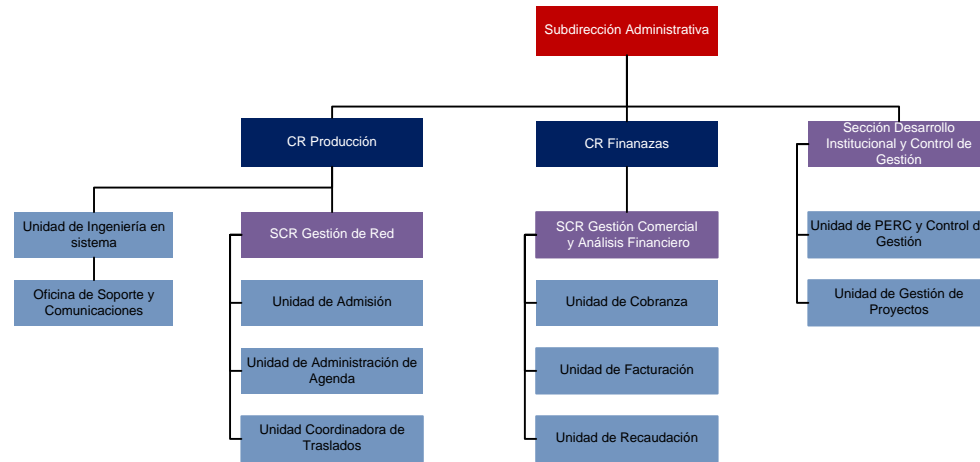 Subdirección Administrativa
CR Producción
CR Finanazas
Sección Desarrollo
Institucional y Control de
Gestión
Unidad de Ingeniería en
sistema
SCR Gestión de Red
SCR Gestión Comercial
y Análisis Financiero
Unidad de PERC y Control de
Gestión
Oficina de Soporte y
Comunicaciones
Unidad de Admisión
Unidad de Cobranza
Unidad de Gestión de
Proyectos
Unidad de Administración de
Agenda
Unidad de Facturación
Unidad Coordinadora de
Traslados
Unidad de Recaudación